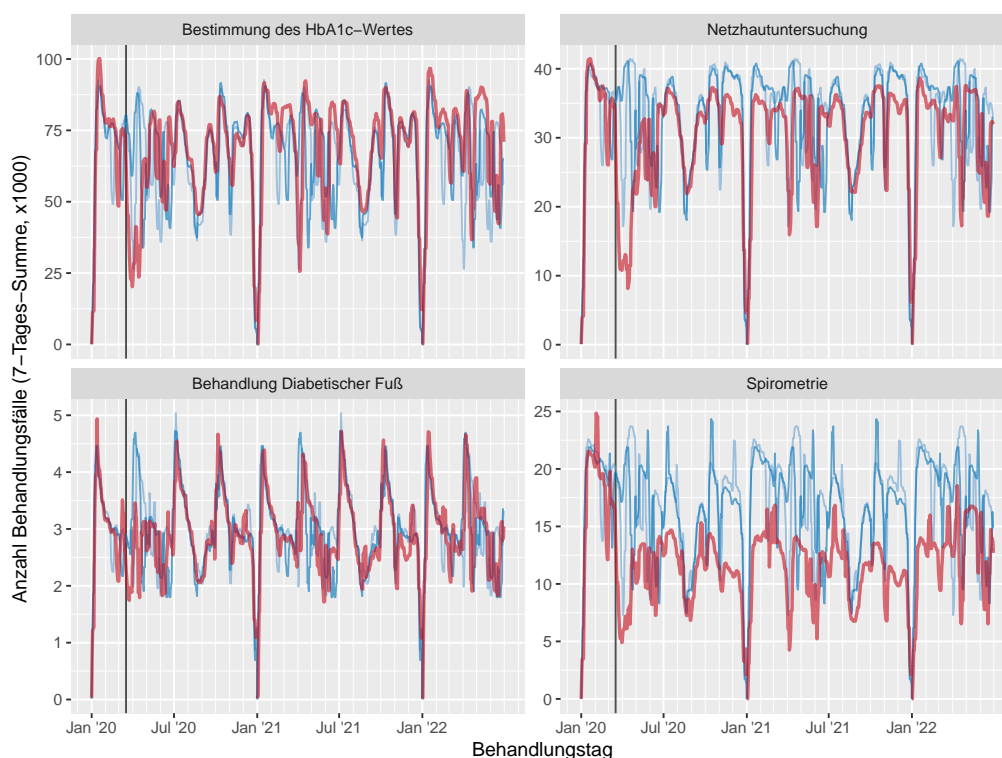 Anzahl Behandlungsfälle (7−Tages−Summe, x1000)
Bestimmung des HbA1c−Wertes
100
75
50
25
0
Netzhautuntersuchung
40
30
20
10
0
Behandlung Diabetischer Fuß
5
4
3
2
1
0
Jan '20 Jul '20 Jan '21 Jul '21 Jan '22
Spirometrie
25
20
15
10
5
0
Jan '20 Jul '20 Jan '21 Jul '21 Jan '22
Behandlungstag